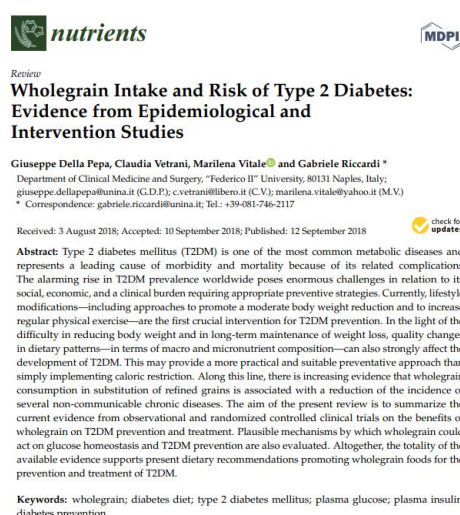 nutrients
MDPI
Review
Wholegrain Intake and Risk of Type 2 Diabetes:
Evidence from Epidemiological and
Intervention Studies
Giuseppe Della Pepa, Claudia Vetrani, Marilena Vitale and Gabriele Riccardi *
Department of Clinical Medicine and Surgery, "Federico II" University, 80131 Naples, Italy;
giuseppe.dellapepa@unina.it (G.D.P.); c.vetrani@libero.it (C.V.); marilena.vitale@yahoo.it (M.V.)
* Correspondence: gabriele.riccardi@unina.it; Tel.: +39-081-746-2117
check for
updates
Received: 3 August 2018; Accepted: 10 September 2018; Published: 12 September 2018
Abstract: Type 2 diabetes mellitus (T2DM) is one of the most common metabolic diseases and
represents a leading cause of morbidity and mortality because of its related complication
The alarming rise in T2DM prevalence worldwide poses enormous challenges in relation to it
social, economic, and a clinical burden requiring appropriate preventive strategies. Currently, lifestyl
modifications—including approaches to promote a moderate body weight reduction and to increas
regular physical exercise—are the first crucial intervention for T2DM prevention. In the light of th
difficulty in reducing body weight and in long-term maintenance of weight loss, quality change
in dietary patterns—in terms of macro and micronutrient composition—can also strongly affect th
development of T2DM. This may provide a more practical and suitable preventative approach tha
simply implementing caloric restriction. Along this line, there is increasing evidence that wholegrai
consumption in substitution of refined grains is associated with a reduction of the incidence o
several non-communicable chronic diseases. The aim of the present review is to summarize th
current evidence from observational and randomized controlled clinical trials on the benefits o
wholegrain on T2DM prevention and treatment. Plausible mechanisms by which wholegrain coul
act on glucose homeostasis and T2DM prevention are also evaluated. Altogether, the totality of th
available evidence supports present dietary recommendations promoting wholegrain foods for th
prevention and treatment of T2DM.
Keywords: wholegrain; diabetes diet; type 2 diabetes mellitus; plasma glucose; plasma insulin
diabetes prevention